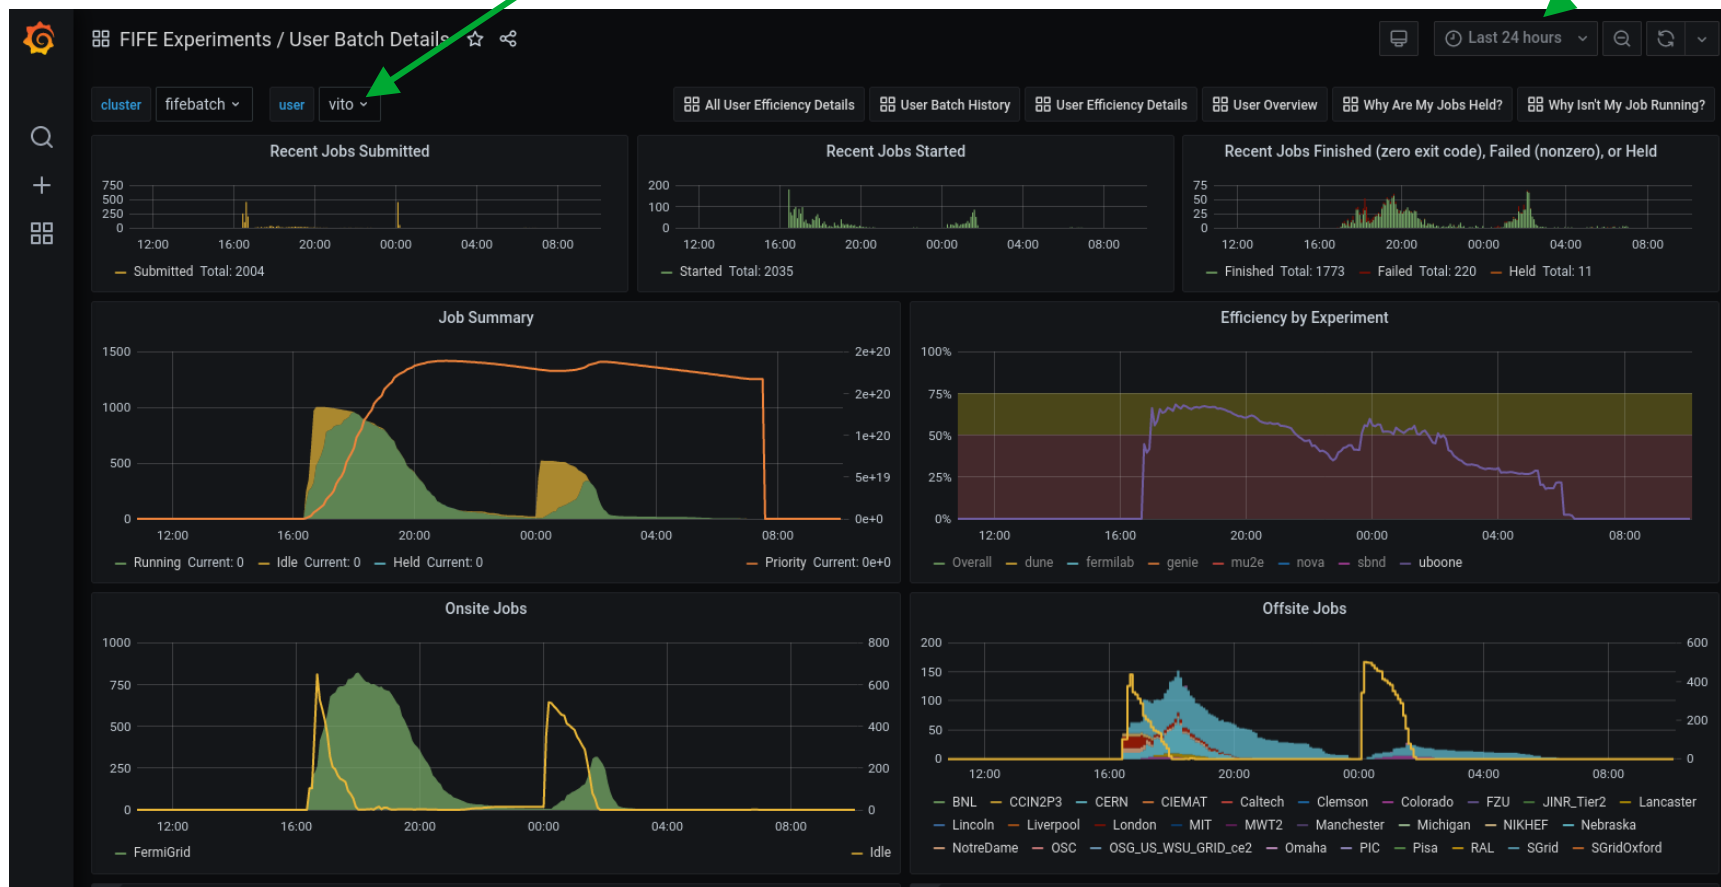 FIFE Experiments / User Batch Details
Last 24 hours
cluster fifebatch user vito
All User Efficiency Details User Batch History User Efficiency Details User Overview Why Are My Jobs Held? Why Isn't My Job Running?
Recent Jobs Submitted
750
500
250
0
12:00 16:00 20:00 00:00 04:00 08:00
Submitted Total: 2004
Recent Jobs Started
200
100
0
12:00 16:00 20:00 00:00 04:00 08:00
Started Total: 2035
Recent Jobs Finished (zero exit code), Failed (nonzero), or Held
75
50
25
0
12:00 16:00 20:00 00:00 04:00 08:00
Finished Total: 1773 Failed Total: 220 Held Total: 11
Job Summary
1500 2e+20
2e+20
1000
1e+20
500
5e+19
0 0e+0
12:00 16:00 20:00 00:00 04:00 08:00
Running Current: 0 Idle Current: 0 Held Current: 0 Priority Current: 0e+0
Efficiency by Experiment
100%
75%
50%
25%
0%
12:00 16:00 20:00 00:00 04:00 08:00
Overall dune fermilab genie mu2e nova sbnd uboone
Onsite Jobs
1000 800
750 600
500 400
250 200
0 0
12:00 16:00 20:00 00:00 04:00 08:00
FermiGrid Idle
Offsite Jobs
200 600
150
400
100
200
50
0 0
12:00 16:00 20:00 00:00 04:00 08:00
BNL CCIN2P3 CERN CIEMAT Caltech Clemson Colorado FZU JINR_Tier2 Lancaster
Lincoln Liverpool London MIT MWT2 Manchester Michigan NIKHEF Nebraska
NotreDame OSC OSG_US_WSU_GRID_ce2 Omaha PIC Pisa RAL SGrid SGridOxford